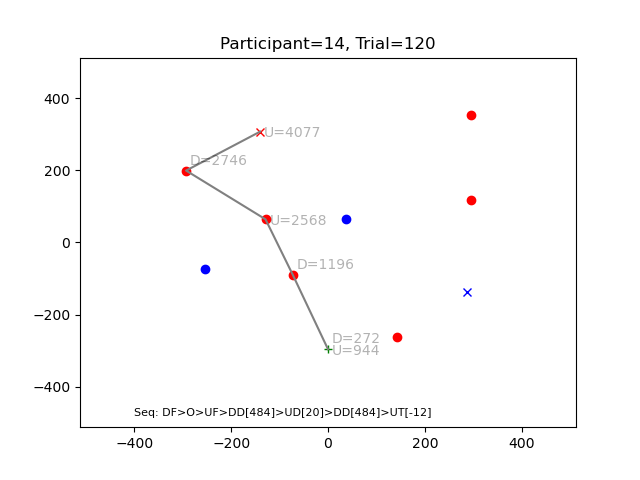 Participant=14, Trial=120
400
200
0
−200
−400
U=4077
D=2746
U=2568
D=1196
D=272
U=944
Seq: DF>O>UF>DD[484]>UD[20]>DD[484]>UT[-12]
−400 −200 0 200 400